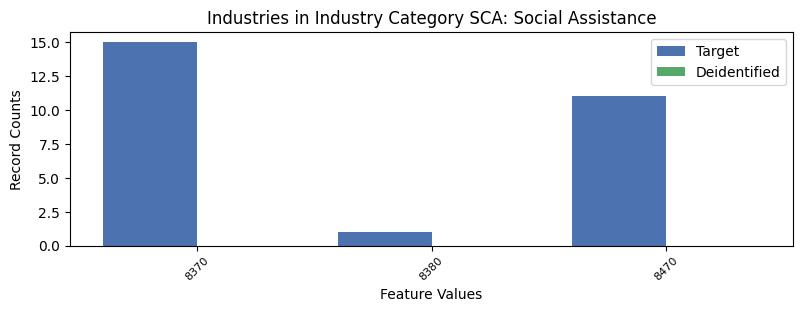 Industries in Industry Category SCA: Social Assistance
Target
Deidentified
Record Counts
15.0
12.5
10.0
7.5
5.0
2.5
0.0
8370
8380
8470
Feature Values